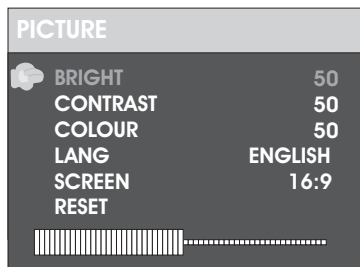 PICTURE
BRIGHT 50
CONTRAST 50
COLOUR 50
LANG ENGLISH
SCREEN 16:9
RESET